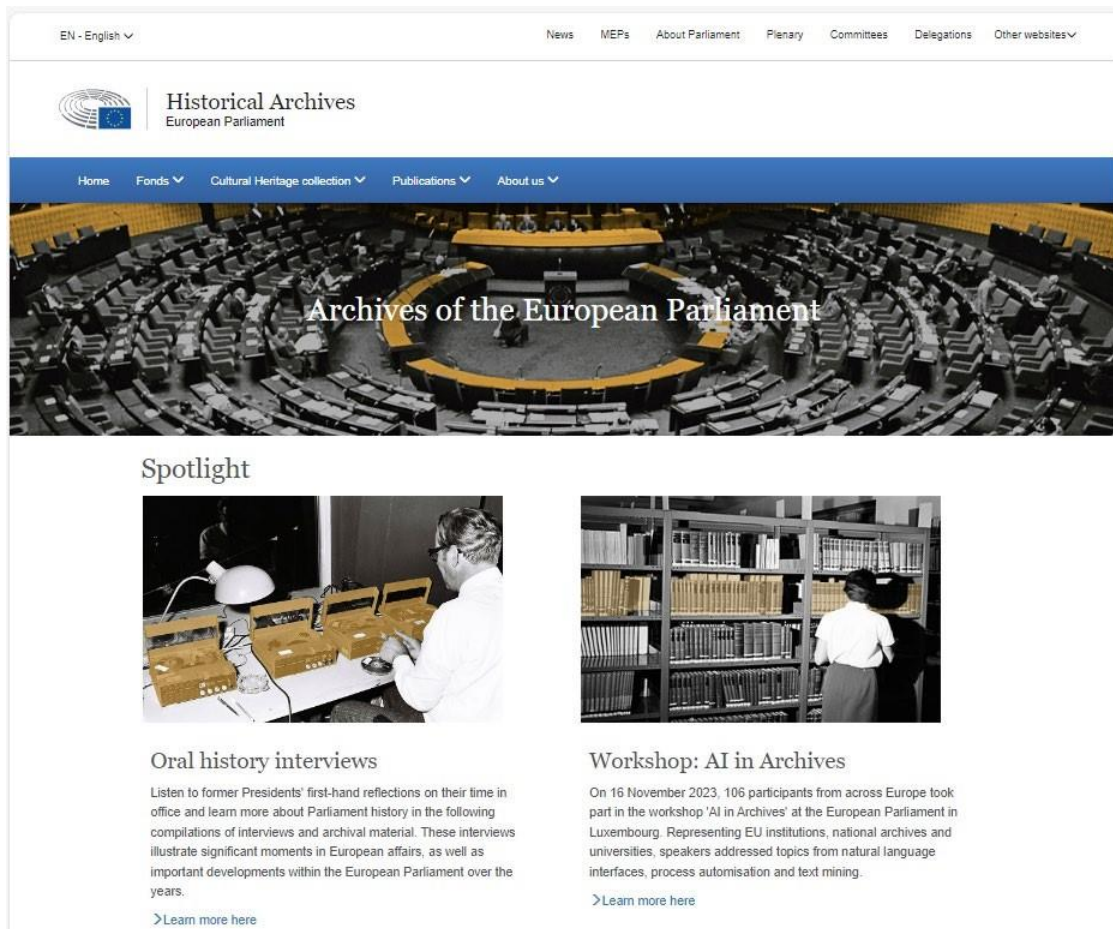 EN - English
News MEPs About Parliament Plenary Committees Delegations Other websites
Historical Archives
European Parliament
Home Fonds Cultural Heritage collection Publications About us
Archives of the European Parliament
Spotlight
Oral history interviews
Listen to former Presidents' first-hand reflections on their time in
office and learn more about Parliament history in the following
compilations of interviews and archival material. These interviews
illustrate significant moments in European affairs, as well as
important developments within the European Parliament over the
years.
Learn more here
Workshop: AI in Archives
On 16 November 2023, 106 participants from across Europe took
part in the workshop 'AI in Archives' at the European Parliament in
Luxembourg. Representing EU institutions, national archives and
universities, speakers addressed topics from natural language
interfaces, process automisation and text mining.
Learn more here